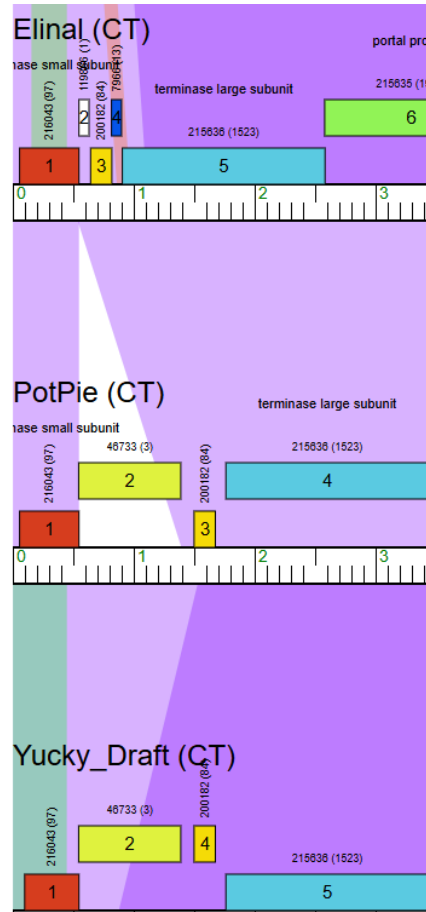 Elinal (CT)
portal pro
nase small subunit
216043 (97)
200182 (84)
terminase large subunit
215636 (1523)
2
4
6
1
3
5
0 1 2 3
PotPie (CT)
terminase large subunit
nase small subunit
216043 (97)
46733 (3)
200182 (84)
215636 (1523)
2
4
1
3
0 1 2 3
Yucky_Draft (CT)
216043 (97)
46733 (3)
200182 (84)
2
4
215636 (1523)
1
5